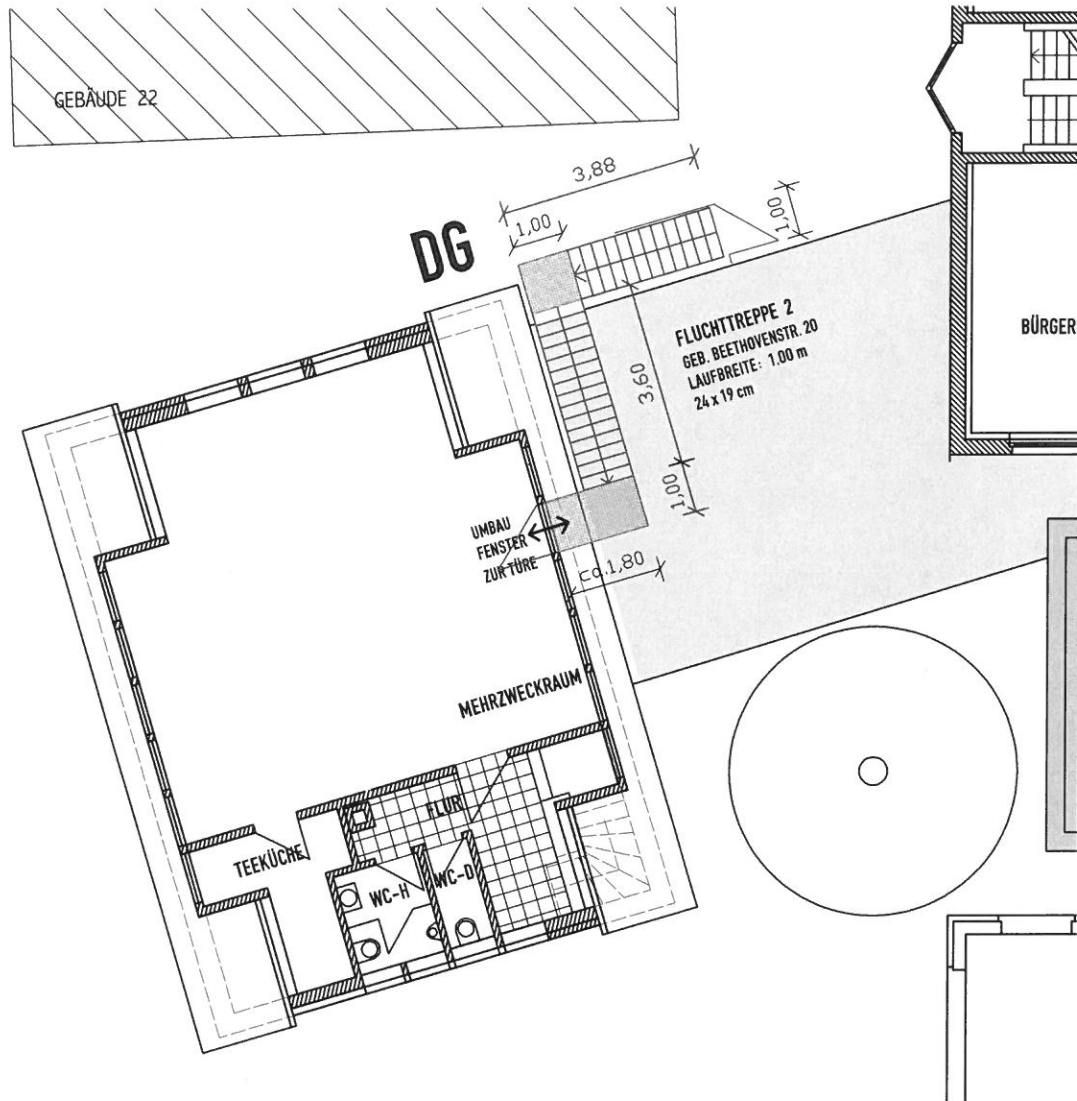 GEBÄUDE 22
3,88
1,00
1,00
DG
FLUCHTTREPPE 2
GEB. BEETHOVENSTR. 20
LAUFBREITE: 1.00 m
24 x 19 cm
BÜRGER
3,60
1,00
UMBAU
FENSTER
ZUR TÜRE
ca.1,80
MEHRZWECKRAUM
FLUR
TEEKÜCHE
WC-H
WC-D